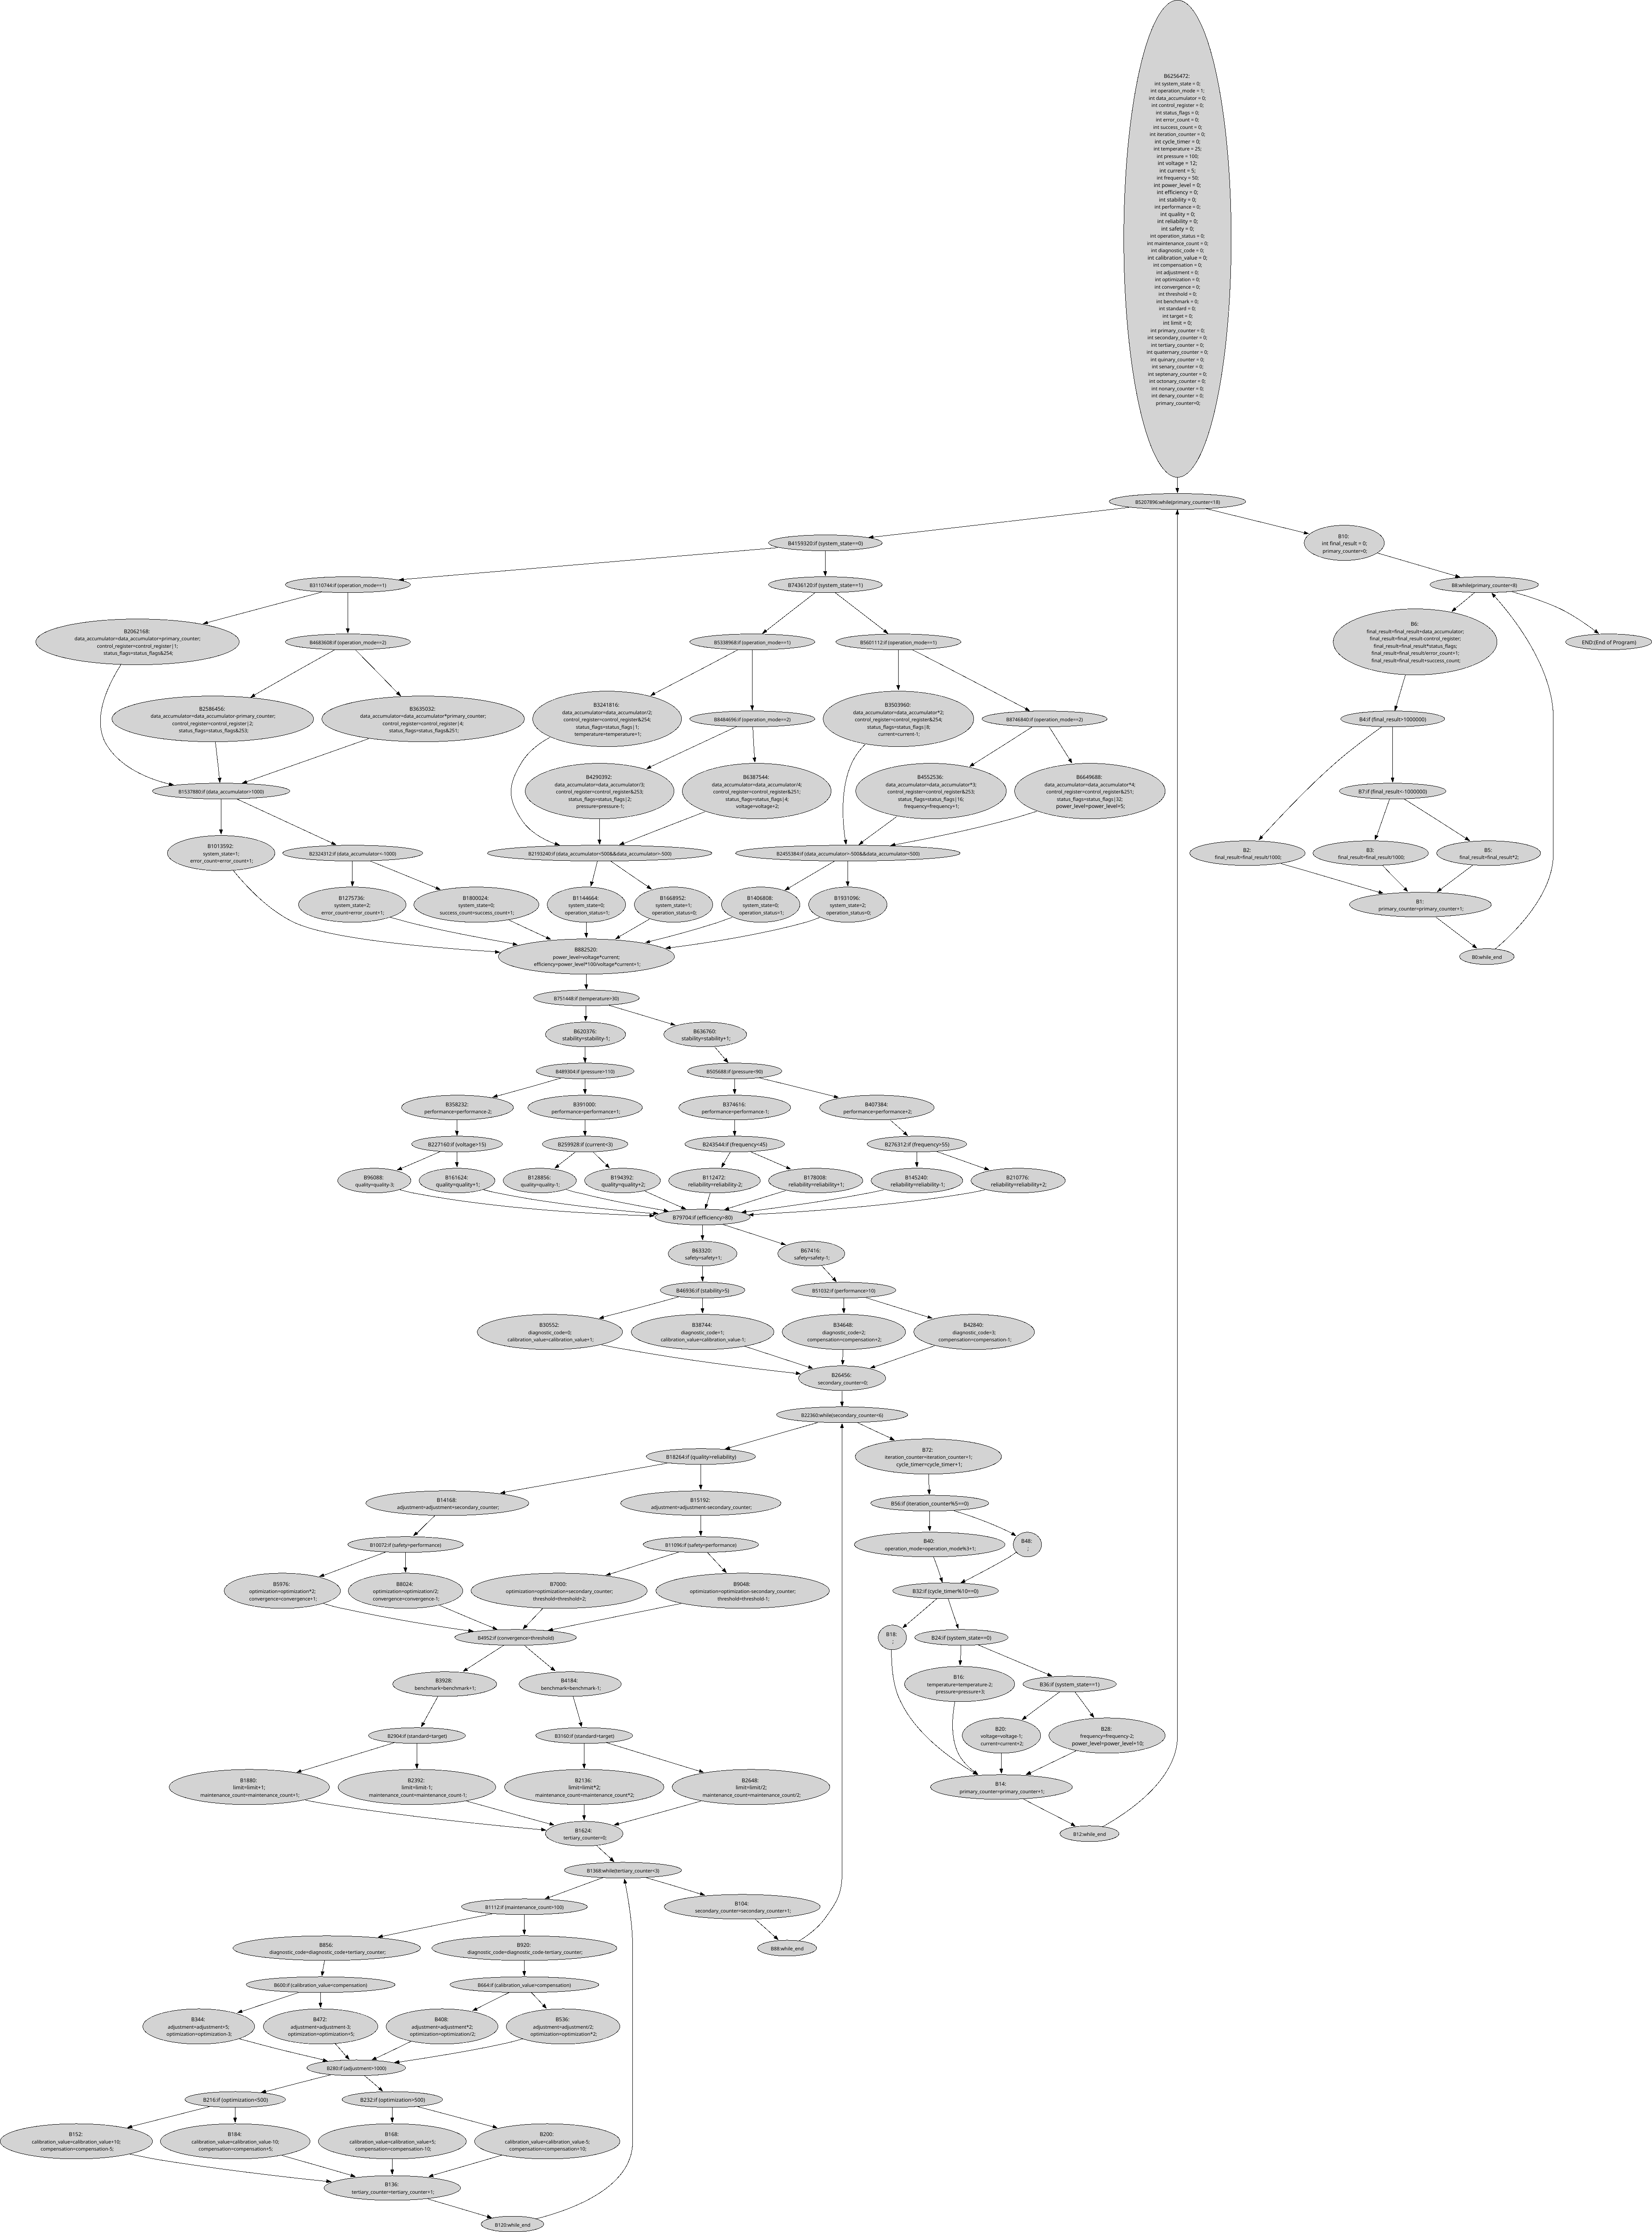 B6256472:
int system_state = 0;
int operation_mode = 1;
int data_accumulator = 0;
int control_register = 0;
int status_flags = 0;
int error_count = 0;
int success_count = 0;
int iteration_counter = 0;
int cycle_timer = 0;
int temperature = 25;
int pressure = 100;
int voltage = 12;
int current = 5;
int frequency = 50;
int power_level = 0;
int efficiency = 0;
int stability = 0;
int performance = 0;
int quality = 0;
int reliability = 0;
int safety = 0;
int operation_status = 0;
int maintenance_count = 0;
int diagnostic_code = 0;
int calibration_value = 0;
int compensation = 0;
int adjustment = 0;
int optimization = 0;
int convergence = 0;
int threshold = 0;
int benchmark = 0;
int standard = 0;
int target = 0;
int limit = 0;
int primary_counter = 0;
int secondary_counter = 0;
int tertiary_counter = 0;
int quaternary_counter = 0;
int quinary_counter = 0;
int senary_counter = 0;
int septenary_counter = 0;
int octonary_counter = 0;
int nonary_counter = 0;
int denary_counter = 0;
primary_counter=0;
B5207896:while(primary_counter<18)
B4159320:if (system_state==0)
B10:
int final_result = 0;
primary_counter=0;
B3110744:if (operation_mode==1)
B7436120:if (system_state==1)
B8:while(primary_counter<8)
B2062168:
data_accumulator=data_accumulator+primary_counter;
control_register=control_register|1;
status_flags=status_flags&254;
B4683608:if (operation_mode==2)
B5338968:if (operation_mode==1)
B5601112:if (operation_mode==1)
B6:
final_result=final_result+data_accumulator;
final_result=final_result-control_register;
final_result=final_result*status_flags;
final_result=final_result/error_count+1;
final_result=final_result+success_count;
END:(End of Program)
B2586456:
data_accumulator=data_accumulator-primary_counter;
control_register=control_register|2;
status_flags=status_flags&253;
B3635032:
data_accumulator=data_accumulator*primary_counter;
control_register=control_register|4;
status_flags=status_flags&251;
B3241816:
data_accumulator=data_accumulator/2;
control_register=control_register&254;
status_flags=status_flags|1;
temperature=temperature+1;
B8484696:if (operation_mode==2)
B3503960:
data_accumulator=data_accumulator*2;
control_register=control_register&254;
status_flags=status_flags|8;
current=current-1;
B8746840:if (operation_mode==2)
B4:if (final_result>1000000)
B4290392:
data_accumulator=data_accumulator/3;
control_register=control_register&253;
status_flags=status_flags|2;
pressure=pressure-1;
B6387544:
data_accumulator=data_accumulator/4;
control_register=control_register&251;
status_flags=status_flags|4;
voltage=voltage+2;
B4552536:
data_accumulator=data_accumulator*3;
control_register=control_register&253;
status_flags=status_flags|16;
frequency=frequency+1;
B6649688:
data_accumulator=data_accumulator*4;
control_register=control_register&251;
status_flags=status_flags|32;
power_level=power_level+5;
B1537880:if (data_accumulator>1000)
B7:if (final_result<-1000000)
B1013592:
system_state=1;
error_count=error_count+1;
B2324312:if (data_accumulator<-1000)
B2193240:if (data_accumulator<500&&data_accumulator>-500)
B2455384:if (data_accumulator>-500&&data_accumulator<500)
B2:
final_result=final_result/1000;
B3:
final_result=final_result/1000;
B5:
final_result=final_result*2;
B1275736:
system_state=2;
error_count=error_count+1;
B1800024:
system_state=0;
success_count=success_count+1;
B1144664:
system_state=0;
operation_status=1;
B1668952:
system_state=1;
operation_status=0;
B1406808:
system_state=0;
operation_status=1;
B1931096:
system_state=2;
operation_status=0;
B1:
primary_counter=primary_counter+1;
B882520:
power_level=voltage*current;
efficiency=power_level*100/voltage*current+1;
B0:while_end
B751448:if (temperature>30)
B620376:
stability=stability-1;
B636760:
stability=stability+1;
B489304:if (pressure>110)
B505688:if (pressure<90)
B358232:
performance=performance-2;
B391000:
performance=performance+1;
B374616:
performance=performance-1;
B407384:
performance=performance+2;
B227160:if (voltage>15)
B259928:if (current<3)
B243544:if (frequency<45)
B276312:if (frequency>55)
B96088:
quality=quality-3;
B161624:
quality=quality+1;
B128856:
quality=quality-1;
B194392:
quality=quality+2;
B112472:
reliability=reliability-2;
B178008:
reliability=reliability+1;
B145240:
reliability=reliability-1;
B210776:
reliability=reliability+2;
B79704:if (efficiency>80)
B63320:
safety=safety+1;
B67416:
safety=safety-1;
B46936:if (stability>5)
B51032:if (performance<10)
B30552:
diagnostic_code=0;
calibration_value=calibration_value+1;
B38744:
diagnostic_code=1;
calibration_value=calibration_value-1;
B34648:
diagnostic_code=2;
compensation=compensation+2;
B42840:
diagnostic_code=3;
compensation=compensation-1;
B26456:
secondary_counter=0;
B22360:while(secondary_counter<6)
B18264:if (quality>reliability)
B72:
iteration_counter=iteration_counter+1;
cycle_timer=cycle_timer+1;
B14168:
adjustment=adjustment+secondary_counter;
B15192:
adjustment=adjustment-secondary_counter;
B56:if (iteration_counter%5==0)
B10072:if (safety>performance)
B11096:if (safety<performance)
B40:
operation_mode=operation_mode%3+1;
B48:
;
B5976:
optimization=optimization*2;
convergence=convergence+1;
B8024:
optimization=optimization/2;
convergence=convergence-1;
B7000:
optimization=optimization+secondary_counter;
threshold=threshold+2;
B9048:
optimization=optimization-secondary_counter;
threshold=threshold-1;
B32:if (cycle_timer%10==0)
B4952:if (convergence>threshold)
B18:
;
B24:if (system_state==0)
B3928:
benchmark=benchmark+1;
B4184:
benchmark=benchmark-1;
B16:
temperature=temperature-2;
pressure=pressure+3;
B36:if (system_state==1)
B2904:if (standard<target)
B3160:if (standard>target)
B20:
voltage=voltage-1;
current=current+2;
B28:
frequency=frequency-2;
power_level=power_level+10;
B1880:
limit=limit+1;
maintenance_count=maintenance_count+1;
B2392:
limit=limit-1;
maintenance_count=maintenance_count-1;
B2136:
limit=limit*2;
maintenance_count=maintenance_count*2;
B2648:
limit=limit/2;
maintenance_count=maintenance_count/2;
B14:
primary_counter=primary_counter+1;
B1624:
tertiary_counter=0;
B12:while_end
B1368:while(tertiary_counter<3)
B1112:if (maintenance_count>100)
B104:
secondary_counter=secondary_counter+1;
B856:
diagnostic_code=diagnostic_code+tertiary_counter;
B920:
diagnostic_code=diagnostic_code-tertiary_counter;
B88:while_end
B600:if (calibration_value>compensation)
B664:if (calibration_value<compensation)
B344:
adjustment=adjustment+5;
optimization=optimization-3;
B472:
adjustment=adjustment-3;
optimization=optimization+5;
B408:
adjustment=adjustment*2;
optimization=optimization/2;
B536:
adjustment=adjustment/2;
optimization=optimization*2;
B280:if (adjustment>1000)
B216:if (optimization<500)
B232:if (optimization>500)
B152:
calibration_value=calibration_value+10;
compensation=compensation-5;
B184:
calibration_value=calibration_value-10;
compensation=compensation+5;
B168:
calibration_value=calibration_value+5;
compensation=compensation-10;
B200:
calibration_value=calibration_value-5;
compensation=compensation+10;
B136:
tertiary_counter=tertiary_counter+1;
B120:while_end